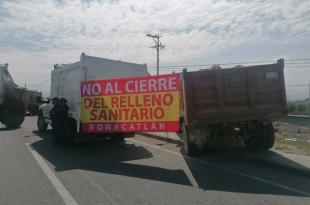 NO AL CIERRE
DEL RELLENO
SANITARIO
XONACATLÁN